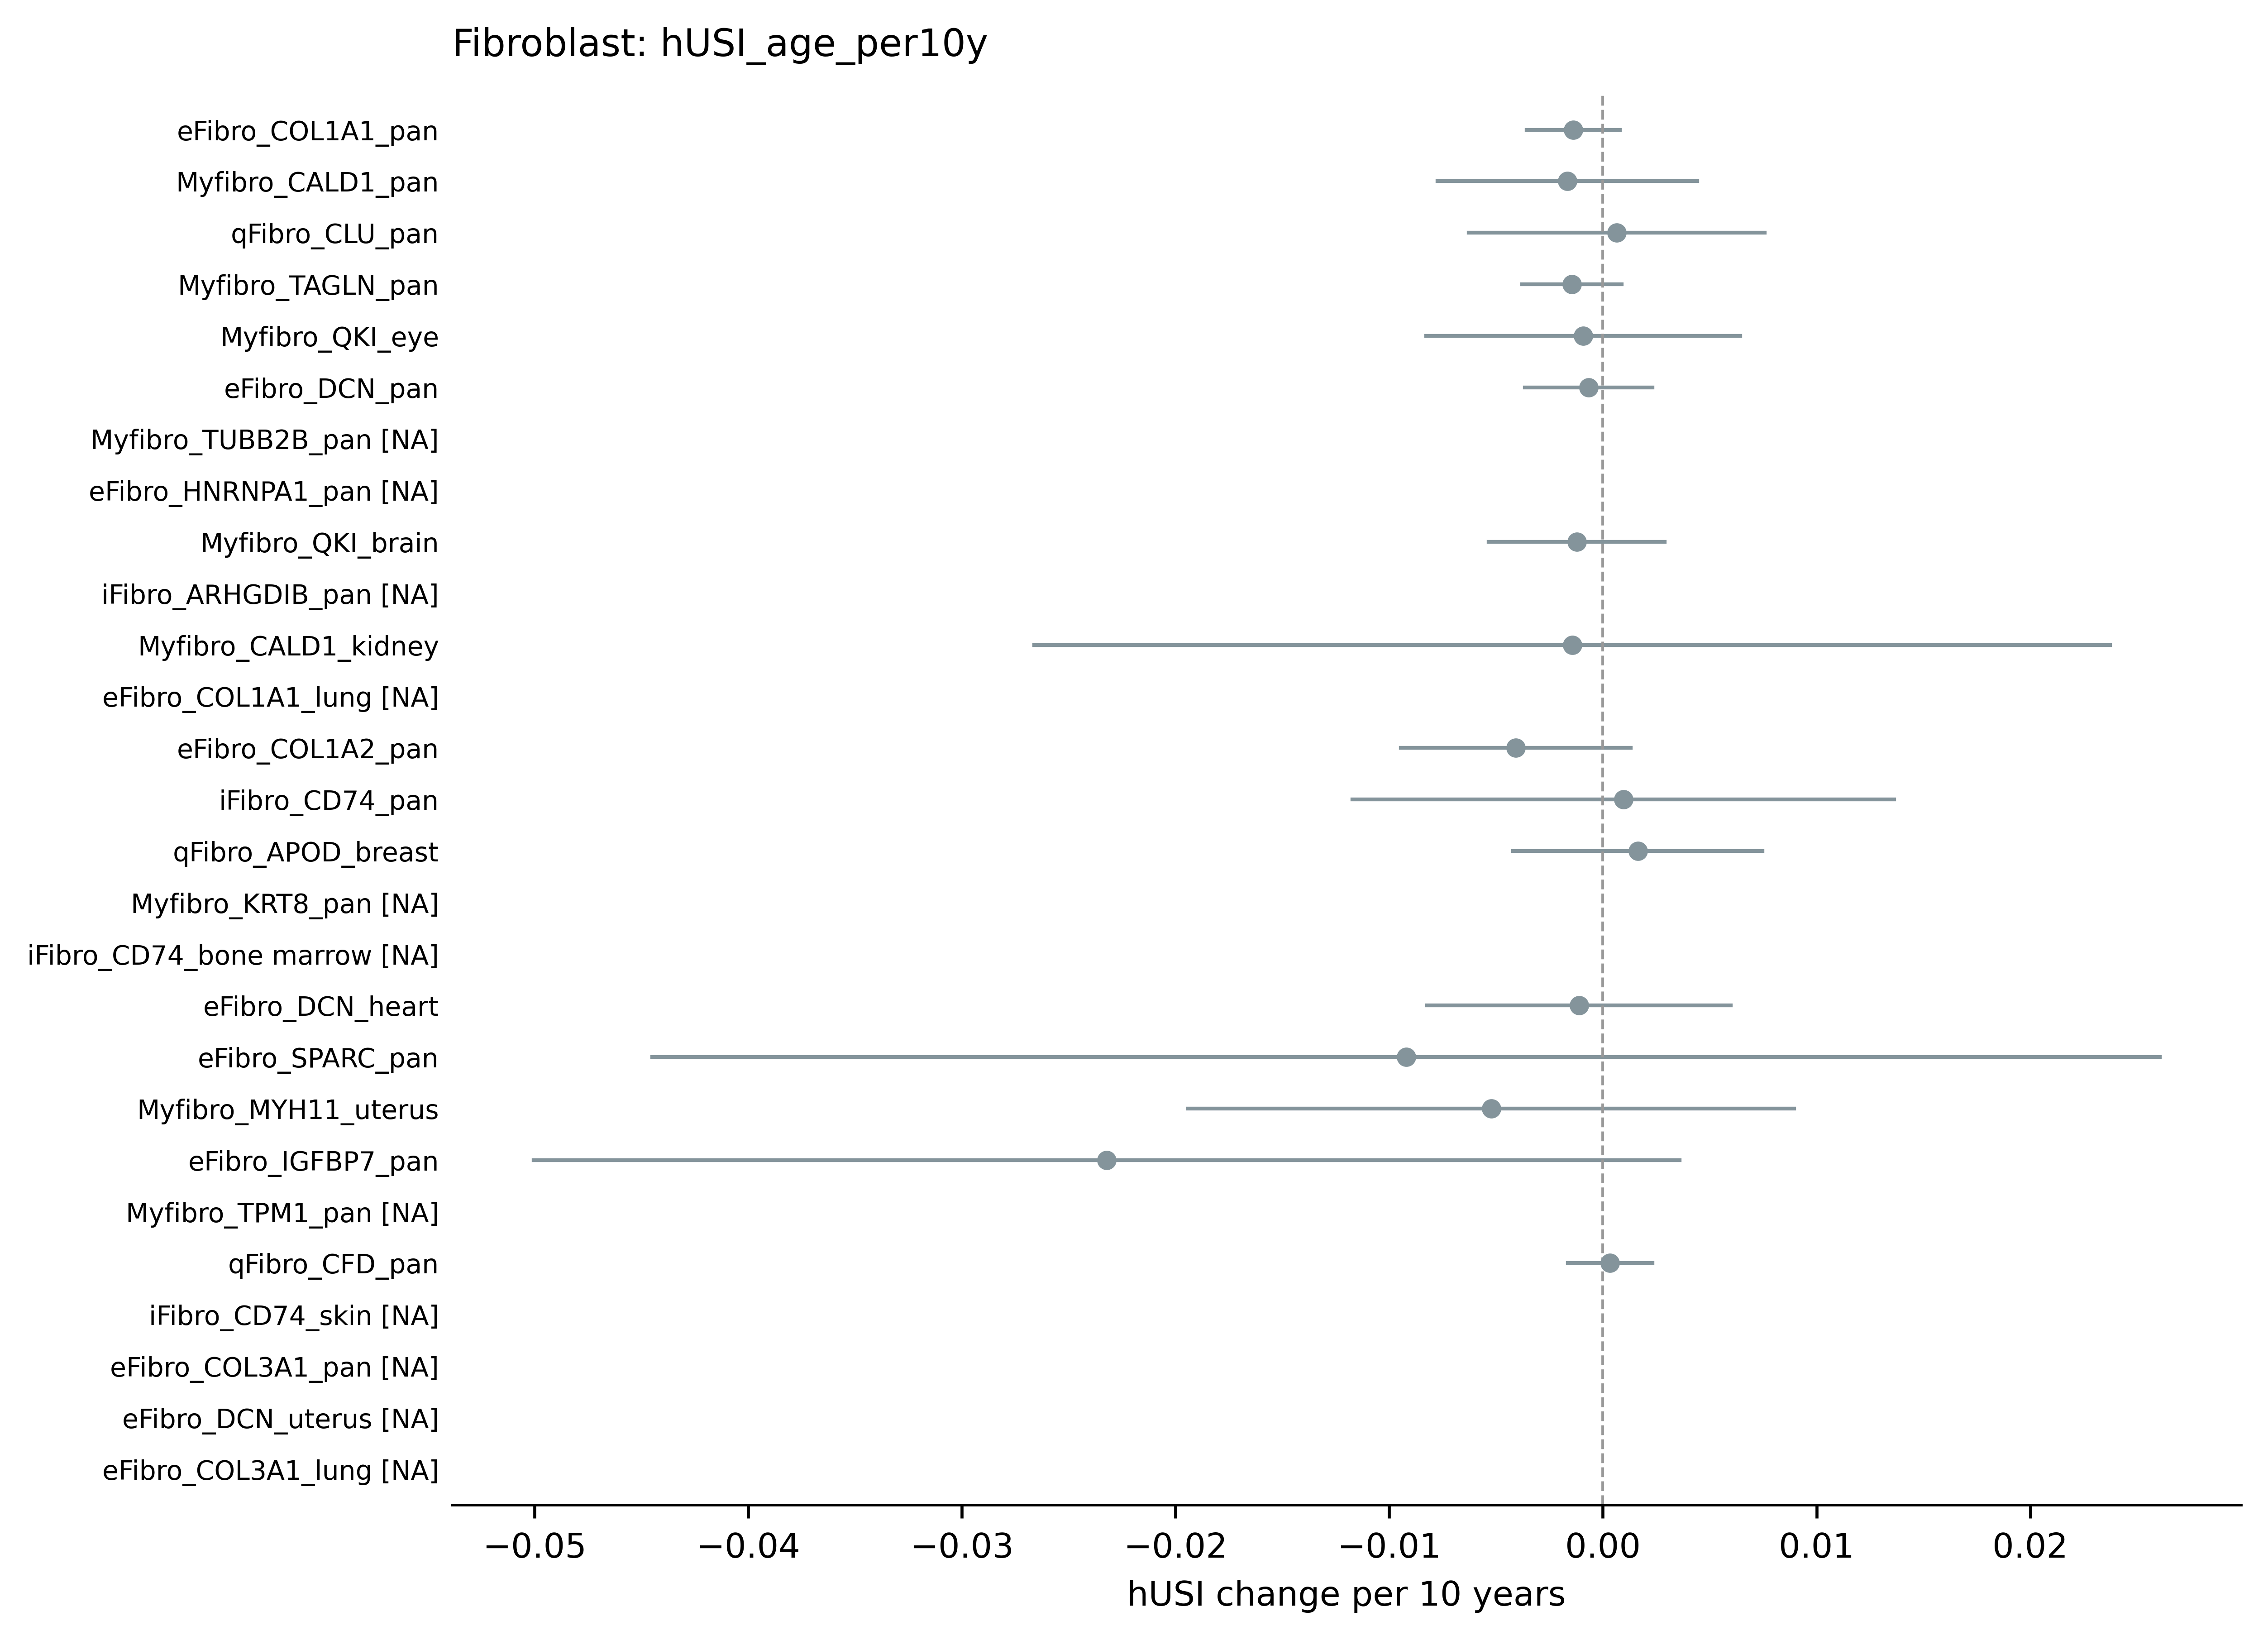 Fibroblast: hUSI_age_per10y
eFibro_COL1A1_pan
Myfibro_CALD1_pan
qFibro_CLU_pan
Myfibro_TAGLN_pan
Myfibro_QKI_eye
eFibro_DCN_pan
Myfibro_TUBB2B_pan [NA]
eFibro_HNRNPA1_pan [NA]
Myfibro_QKI_brain
iFibro_ARHGDIB_pan [NA]
Myfibro_CALD1_kidney
eFibro_COL1A1_lung [NA]
eFibro_COL1A2_pan
iFibro_CD74_pan
qFibro_APOD_breast
Myfibro_KRT8_pan [NA]
iFibro_CD74_bone marrow [NA]
eFibro_DCN_heart
eFibro_SPARC_pan
Myfibro_MYH11_uterus
eFibro_IGFBP7_pan
Myfibro_TPM1_pan [NA]
qFibro_CFD_pan
iFibro_CD74_skin [NA]
eFibro_COL3A1_pan [NA]
eFibro_DCN_uterus [NA]
eFibro_COL3A1_lung [NA]
−0.05 −0.04 −0.03 −0.02 −0.01 0.00 0.01 0.02
hUSI change per 10 years